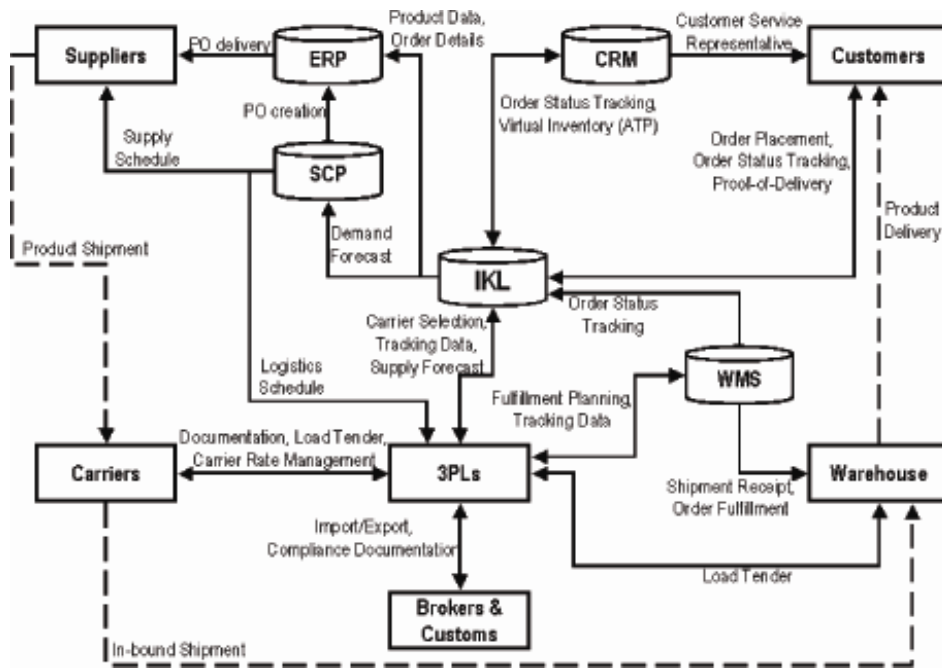 Suppliers
PO delivery
ERP
Product Data,
Order Details
CRM
Customer Service
Representative
Customers
PO creation
Order Status Tracking,
Virtual Inventory (ATP)
Supply
Schedule
SCP
Order Placement,
Order Status Tracking,
Proof-of-Delivery
Product
Delivery
Product Shipment
Demand
Forecast
IKL
Order Status
Tracking
Carrier Selection,
Tracking Data,
Supply Forecast
Logistics
Schedule
WMS
Fulfillment Planning,
Tracking Data
Documentation, Load Tender,
Carrier Rate Management
Carriers
3PLs
Warehouse
Shipment Receipt,
Order Fulfillment
Import/Export,
Compliance Documentation
Load Tender
Brokers &
Customs
In-bound Shipment